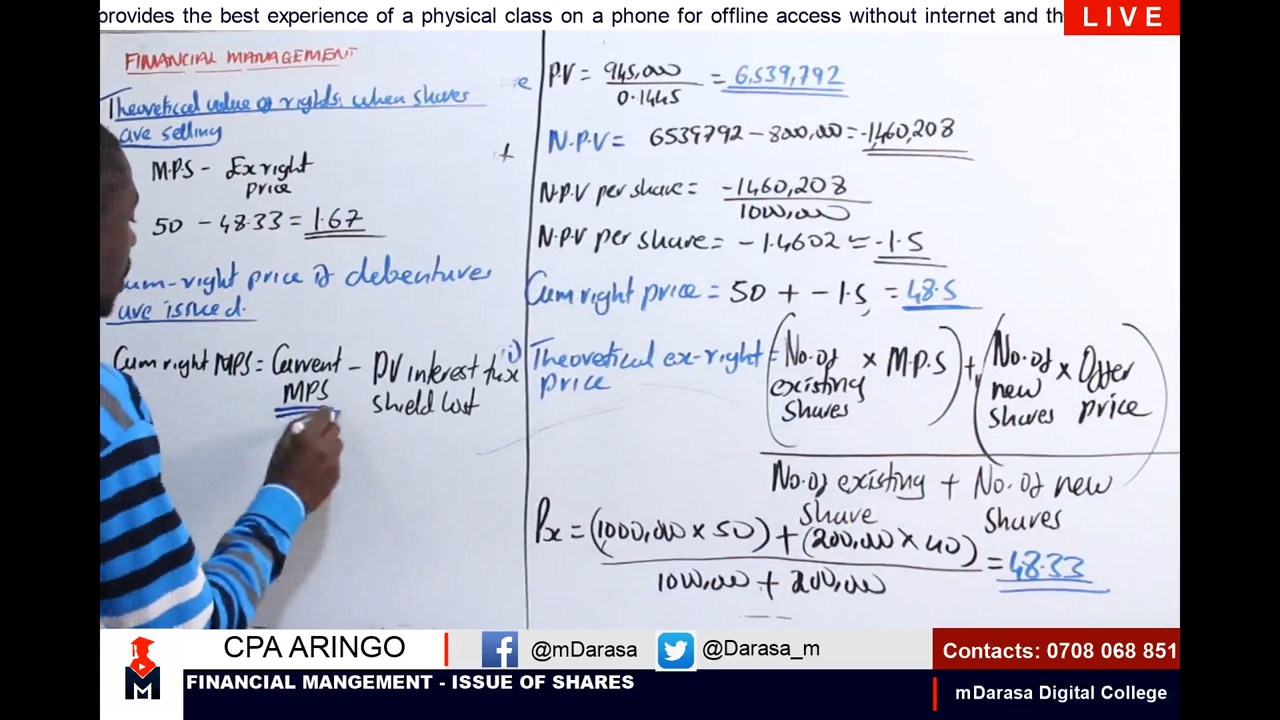 provides the best experience of a physical class on a phone for offline access without internet and th
LIVE
FINANCIAL MANAGEMENT
Theoretical value of rights when shares
are selling
M.P.S - Ex right
price
50 - 48.33 = 1.67
um-right price if debentures
are issued.
Cum right MPS = Current - PV interest tax
MPS shield lost
P.V = 945,000 = 6,539,792
0.1445
+
N.P.V = 6539792 - 800,000 = -1,460,208
N.P.V per share = -1460,208
1000,000
N.P.V per share = - 1.4602 = -1.5
Cum right price = 50 + - 1.5 = 48.5
i) Theoretical ex-right = (No. of existing shares x M.P.S) + (No. of new shares x Offer price)
price
No. of existing share + No. of new shares
Px = (1000,000 x 50) + (200,000 x 40) = 48.33
1000,000 + 200,000
CPA ARINGO
@mDarasa
@Darasa_m
Contacts: 0708 068 851
FINANCIAL MANGEMENT - ISSUE OF SHARES
mDarasa Digital College